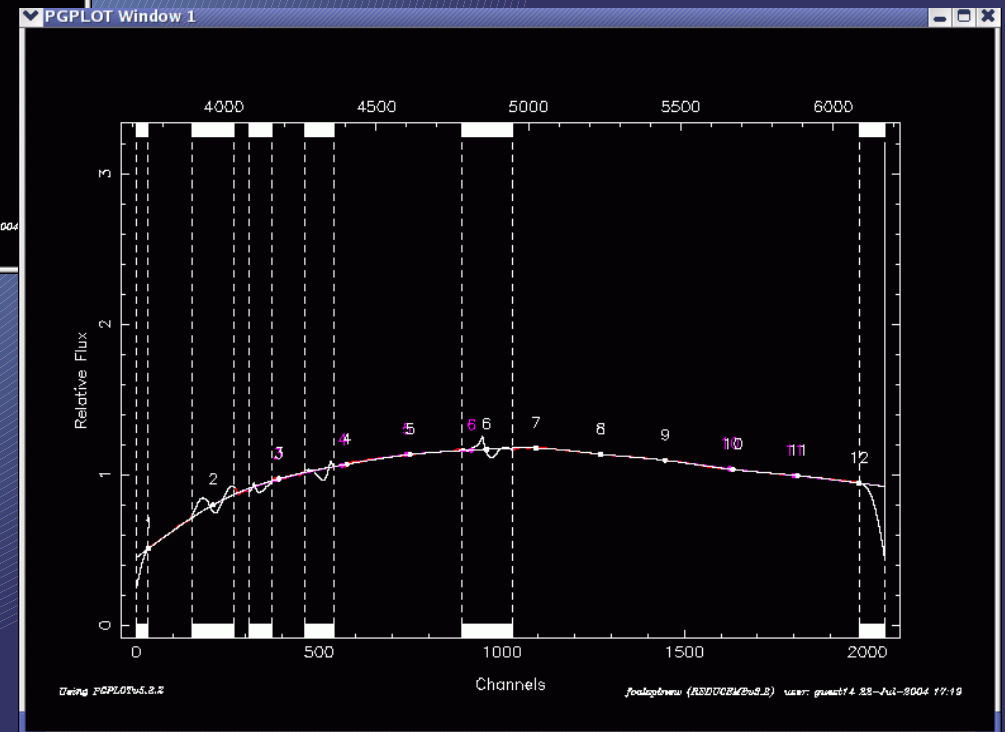 PGPLOT Window 1
4000 4500 5000 5500 6000
004
3
2
1
0
Relative Flux
2 3 4 5 6 6 7 8 9 10 11 12
0 500 1000 1500 2000
Channels
Using PGPLOTv5.2.2
user: guest14 22-Jul-2004 17:19